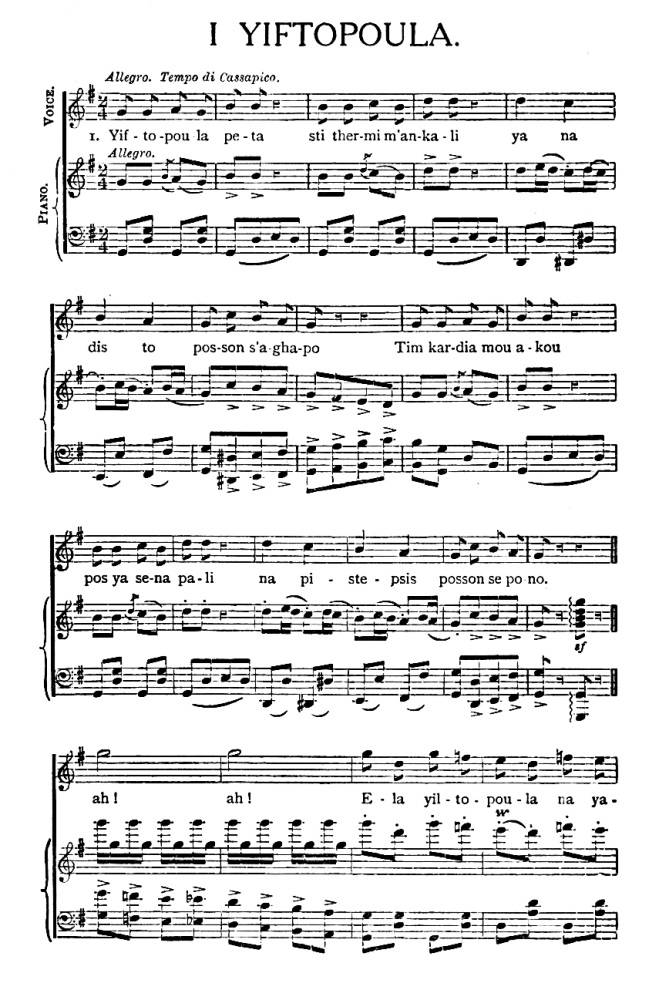 I YIFTOPOULA.
Allegro. Tempo di Cassapico.
VOICE.
1. Yif - to - pou la pe - ta sti ther - mi m'an - ka - li ya na
Allegro.
PIANO.
dis to pos-son s'a-gha-po Tim kar-dia mou a - kou
pos ya se-na pa-li na pi - ste - psis posson se po no.
sf
ah! ah! E - la yil - to - pou - la na ya -